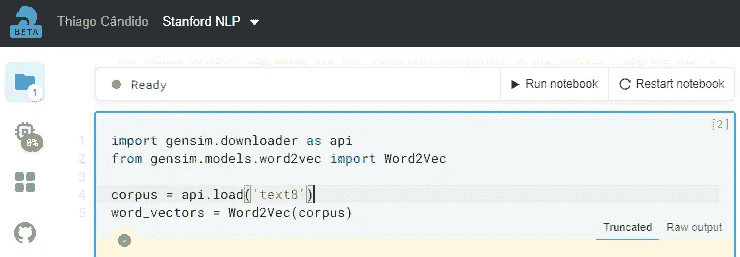 BETA
Thiago Cândido Stanford NLP
1
Ready
Run notebook Restart notebook
0%
[2]
1 import gensim.downloader as api
2 from gensim.models.word2vec import Word2Vec
3
4 corpus = api.load('text8')
5 word_vectors = Word2Vec(corpus)
Truncated Raw output